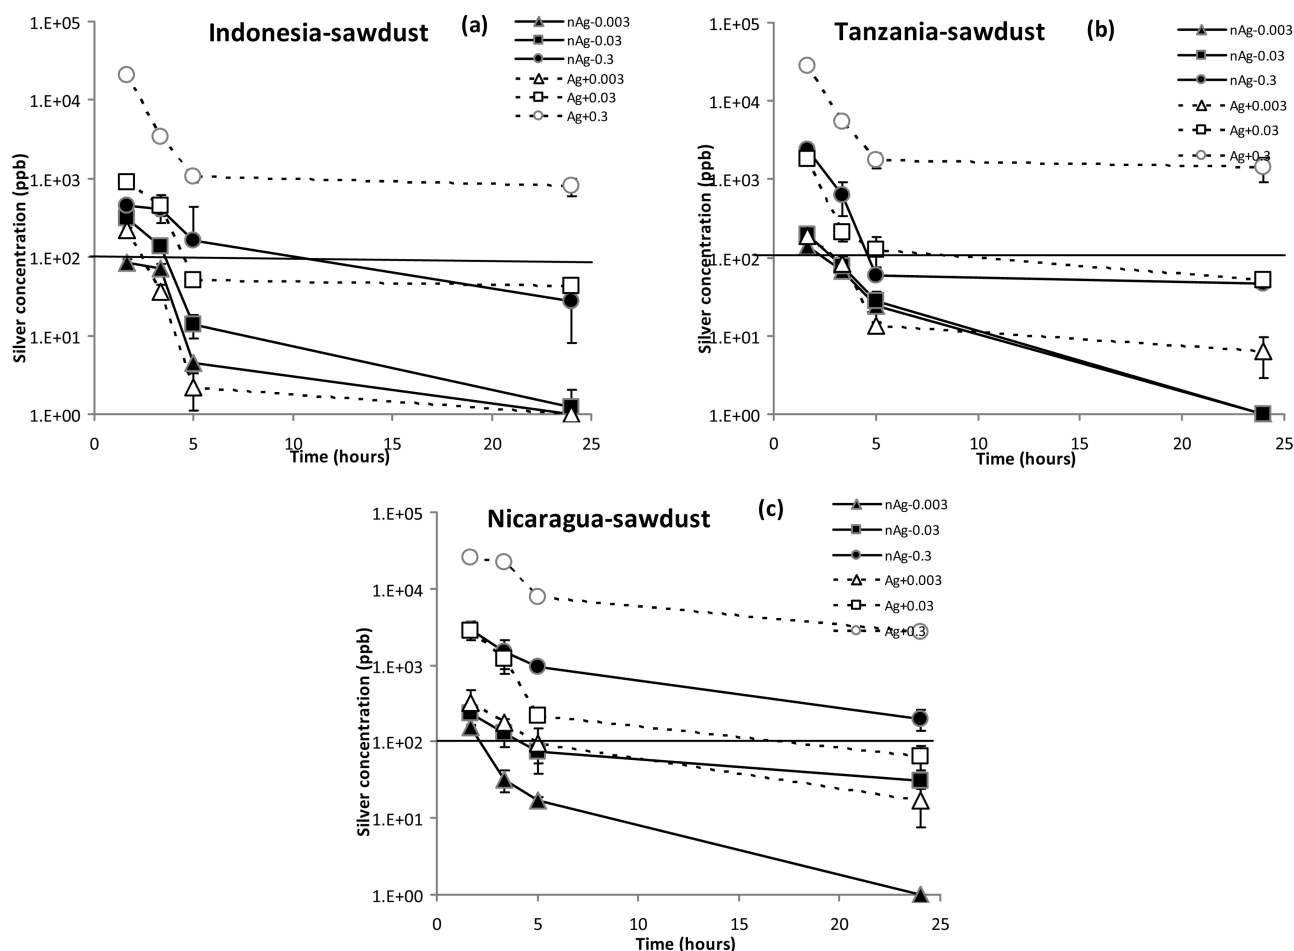 Indonesia-sawdust
(a)
nAg-0.003
nAg-0.03
nAg-0.3
Ag+0.003
Ag+0.03
Ag+0.3
1.E+05
1.E+04
1.E+03
1.E+02
1.E+01
1.E+00
Silver concentration (ppb)
0 5 10 15 20 25
Time (hours)
Tanzania-sawdust
(b)
nAg-0.003
nAg-0.03
nAg-0.3
Ag+0.003
Ag+0.03
Ag+0.3
1.E+05
1.E+04
1.E+03
1.E+02
1.E+01
1.E+00
Silver concentration (ppb)
0 5 10 15 20 25
Time (hours)
Nicaragua-sawdust
(c)
nAg-0.003
nAg-0.03
nAg-0.3
Ag+0.003
Ag+0.03
Ag+0.3
1.E+05
1.E+04
1.E+03
1.E+02
1.E+01
1.E+00
Silver concentration (ppb)
0 5 10 15 20 25
Time (hours)